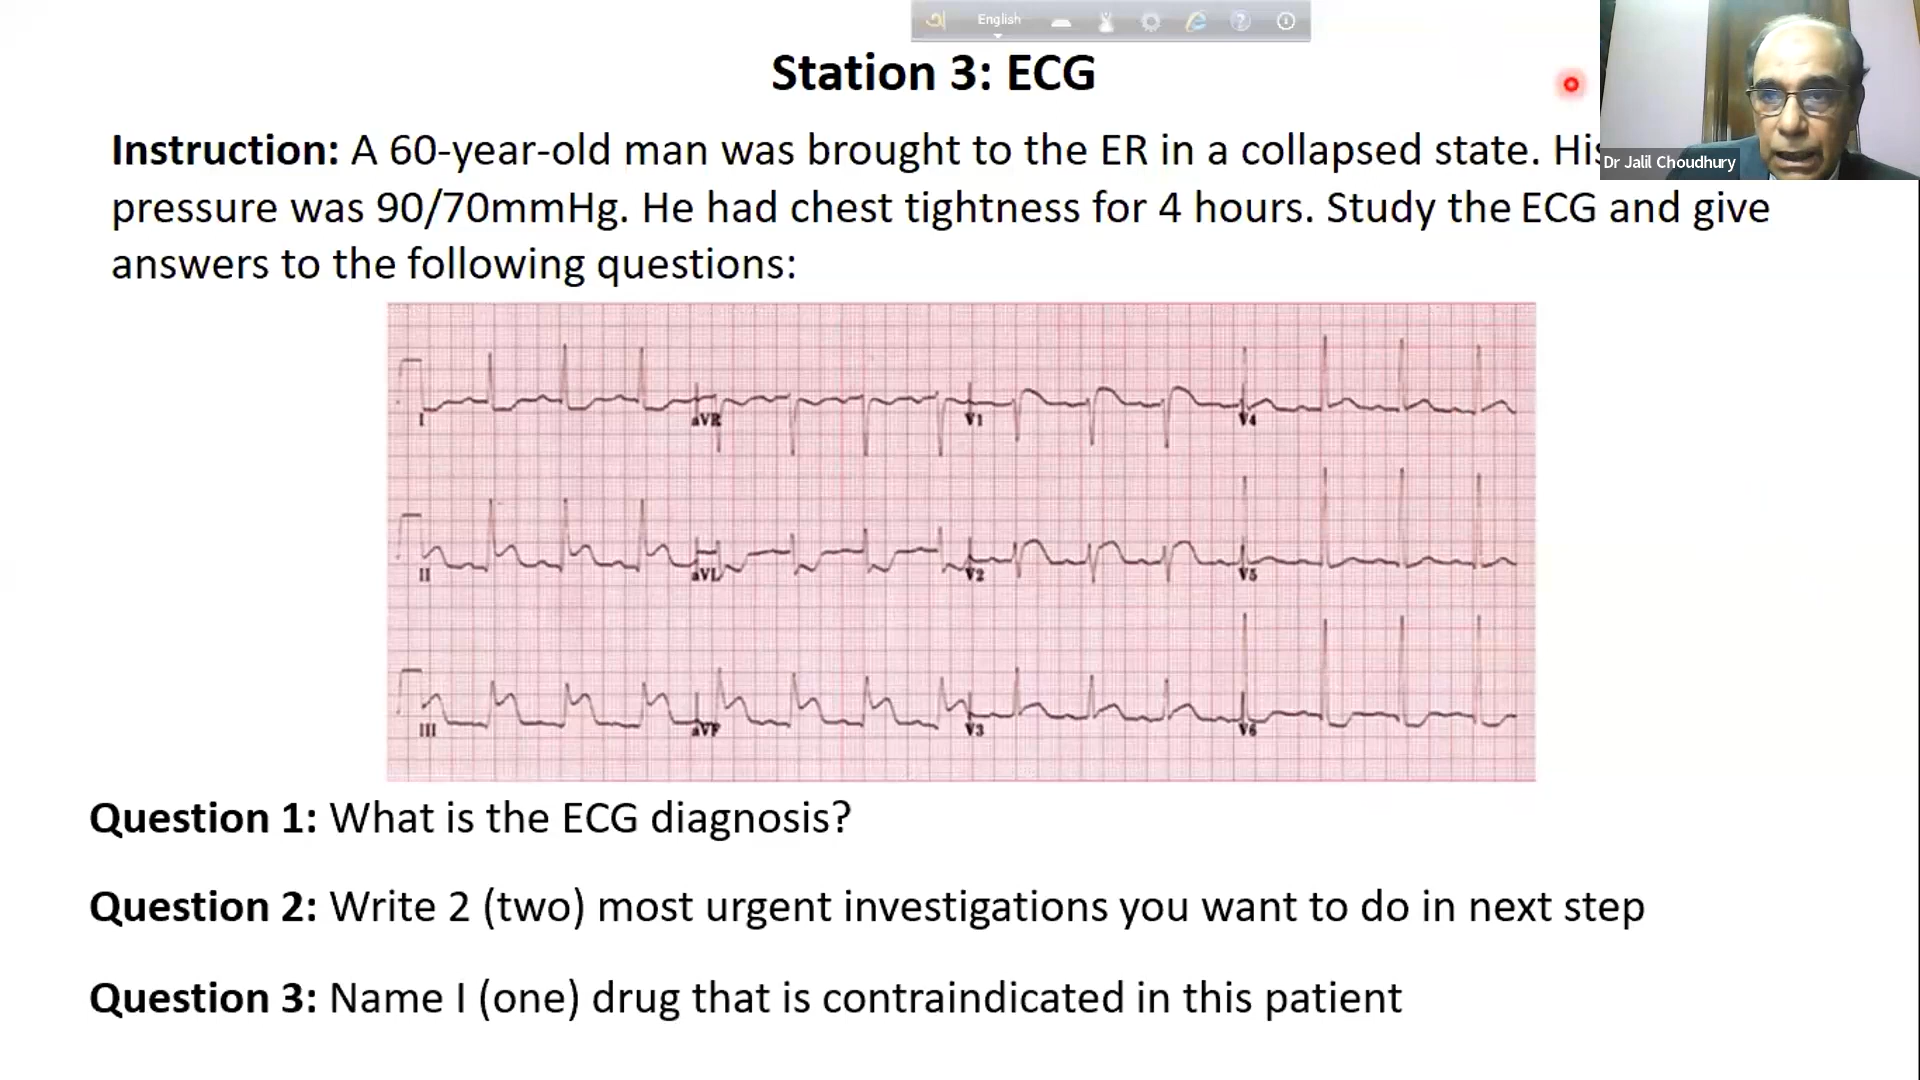 English
Station 3: ECG
Instruction: A 60-year-old man was brought to the ER in a collapsed state. His
Dr Jalil Choudhury
pressure was 90/70mmHg. He had chest tightness for 4 hours. Study the ECG and give
answers to the following questions:
I aVR V1 V4
II aVL V2 V5
III aVF V3 V6
Question 1: What is the ECG diagnosis?
Question 2: Write 2 (two) most urgent investigations you want to do in next step
Question 3: Name I (one) drug that is contraindicated in this patient